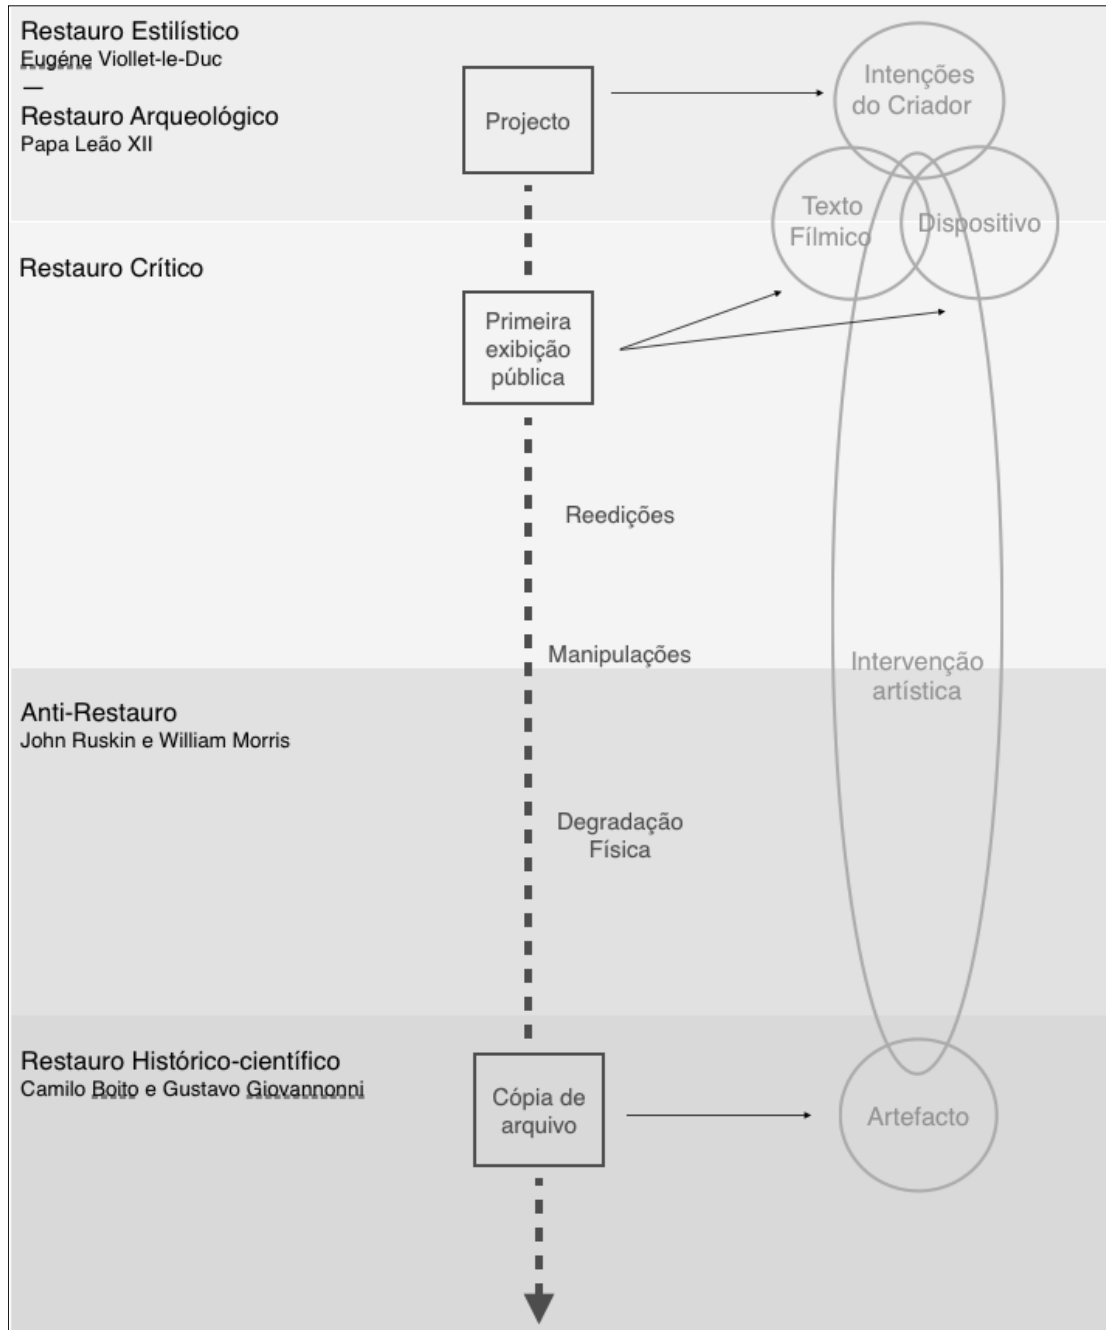 Restauro Estilístico
Eugéne Viollet-le-Duc
—
Restauro Arqueológico
Papa Leão XII
Projecto
Intenções
do Criador
Texto
Fílmico
Dispositivo
Restauro Crítico
Primeira
exibição
pública
Reedições
Manipulações
Intervenção
artística
Anti-Restauro
John Ruskin e William Morris
Degradação
Física
Restauro Histórico-científico
Camilo Boito e Gustavo Giovannonni
Cópia de
arquivo
Artefacto